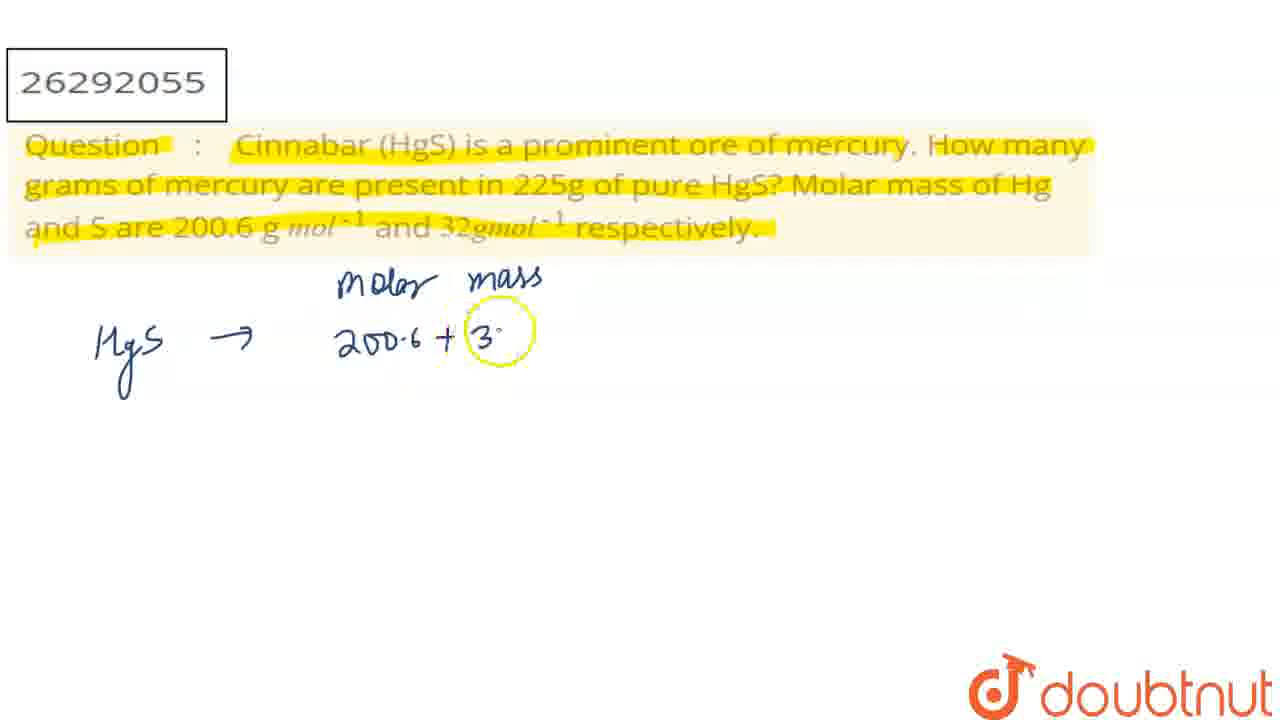 26292055
Question : Cinnabar (HgS) is a prominent ore of mercury. How many
grams of mercury are present in 225g of pure HgS? Molar mass of Hg
and S are 200.6 g mol⁻¹ and 32gmol⁻¹ respectively.
molar mass
HgS → 200.6 + 3
doubtnut